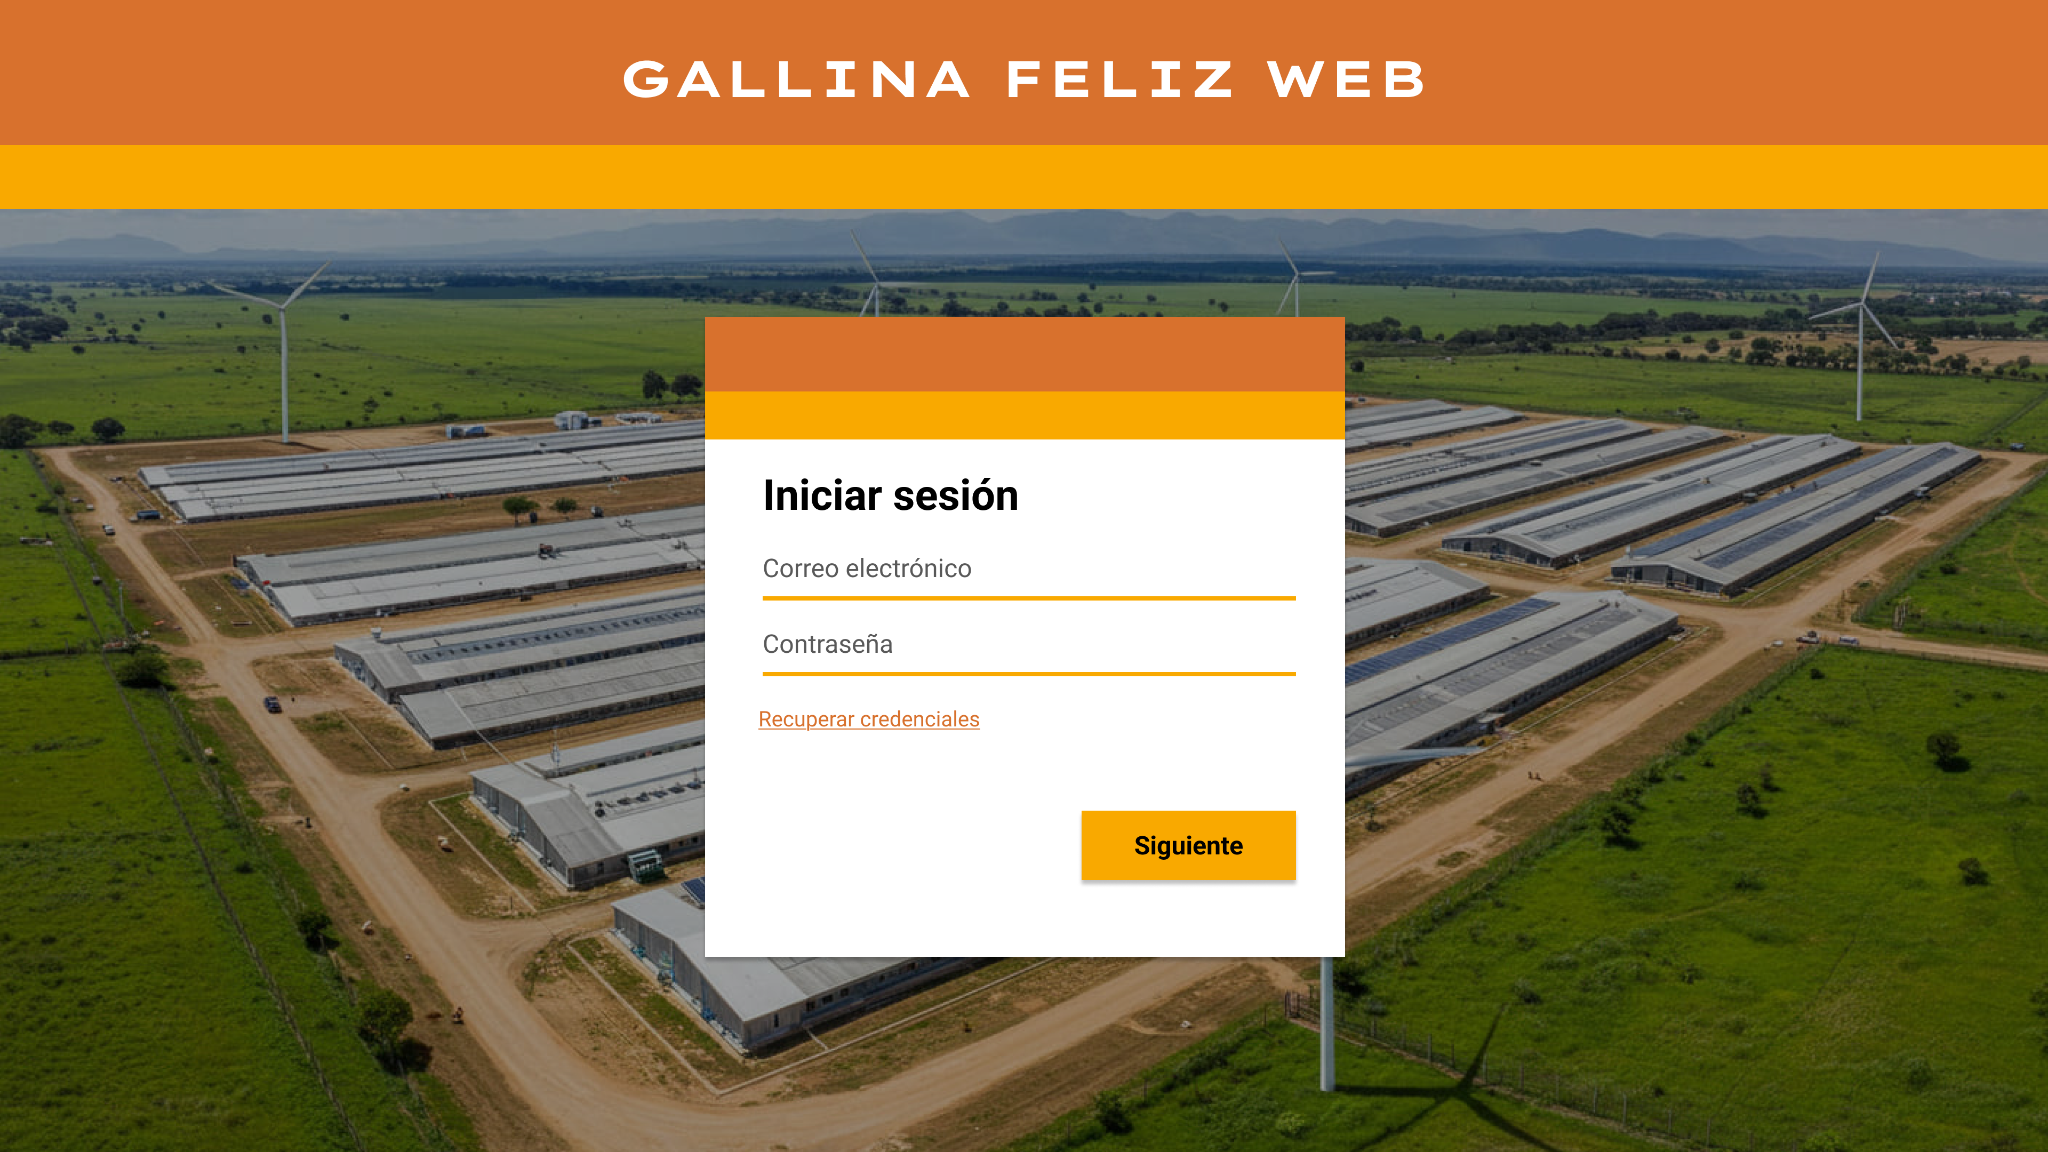 GALLINA FELIZ WEB
Iniciar sesión
Correo electrónico
Contraseña
Recuperar credenciales
Siguiente